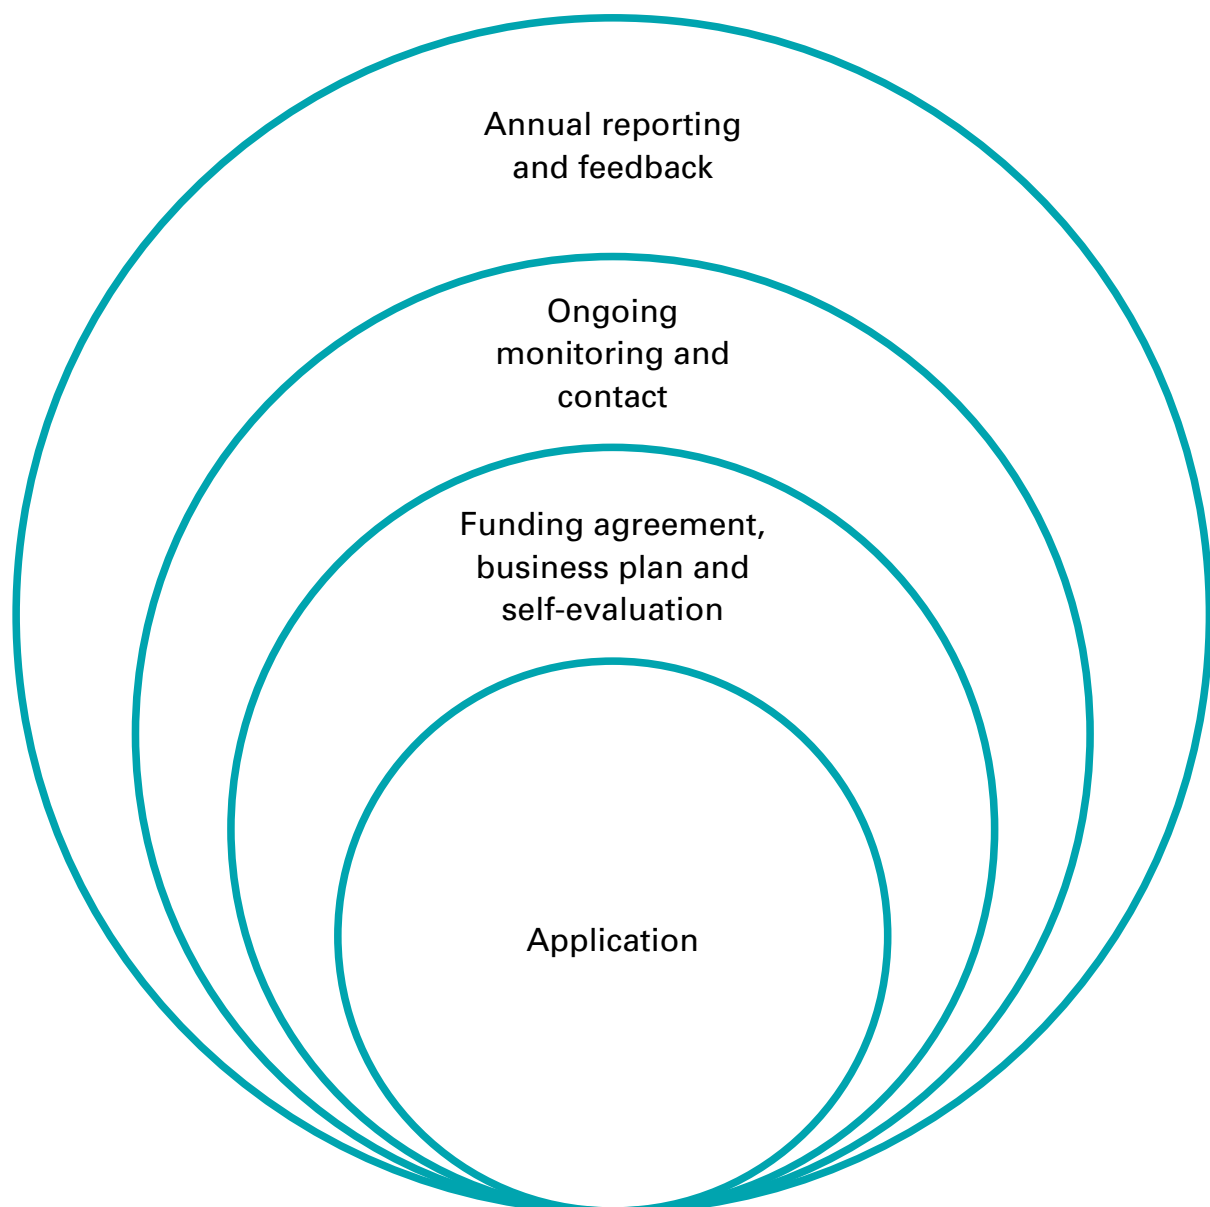 Annual reporting
and feedback
Ongoing
monitoring and
contact
Funding agreement,
business plan and
self-evaluation
Application